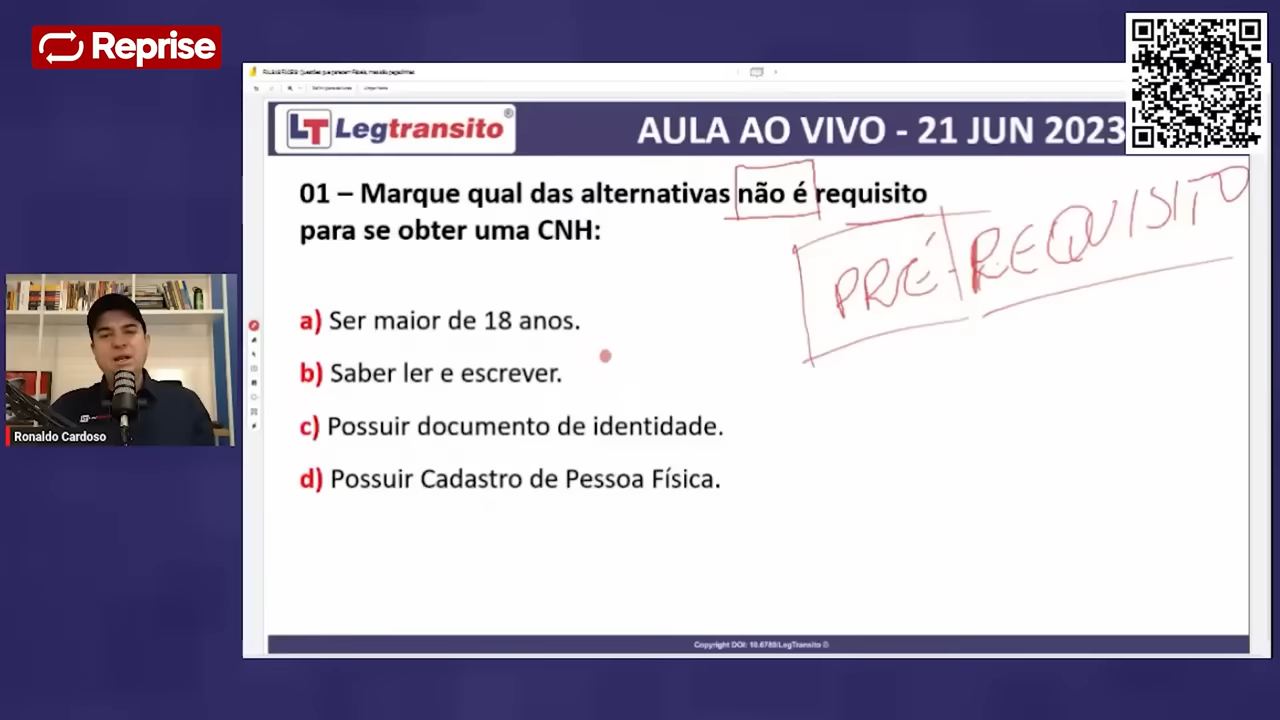 Reprise
LT Legtransito ®
AULA AO VIVO - 21 JUN 2023
01 – Marque qual das alternativas não é requisito
para se obter uma CNH:
PRÉ-REQUISITO
a) Ser maior de 18 anos.
b) Saber ler e escrever.
c) Possuir documento de identidade.
d) Possuir Cadastro de Pessoa Física.
Ronaldo Cardoso